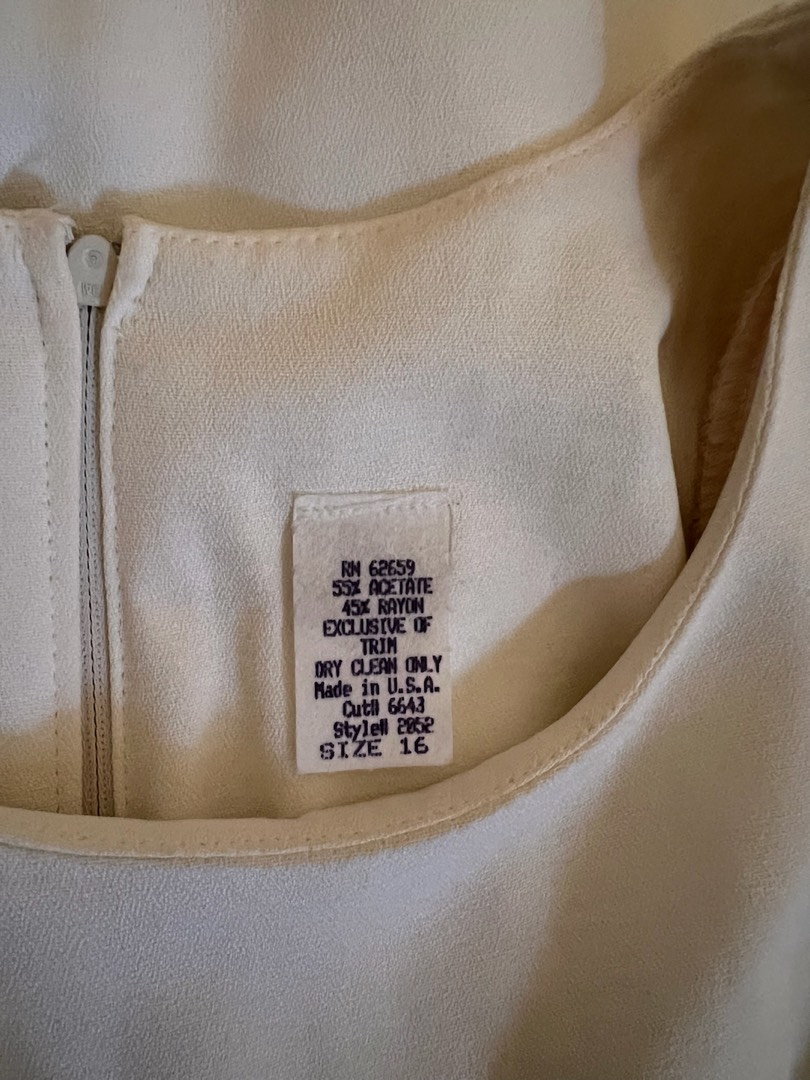 RN 62659
55% ACETATE
45% RAYON
EXCLUSIVE OF
TRIM
DRY CLEAN ONLY
Made in U.S.A.
Cut# 6643
Style# 2052
SIZE 16